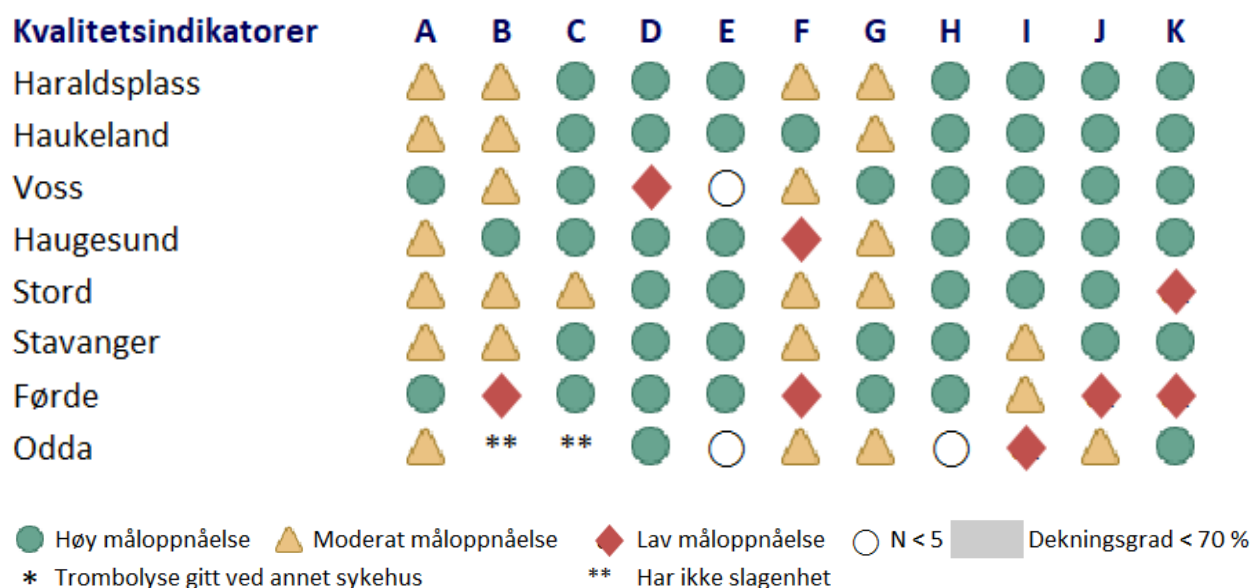 Kvalitetsindikatorer A B C D E F G H I J K
Haraldsplass
Haukeland
Voss
Haugesund
Stord
Stavanger
Førde
Odda ** **
Høy måloppnåelse Moderat måloppnåelse Lav måloppnåelse N < 5 Dekningsgrad < 70 %
* Trombolyse gitt ved annet sykehus ** Har ikke slagenhet